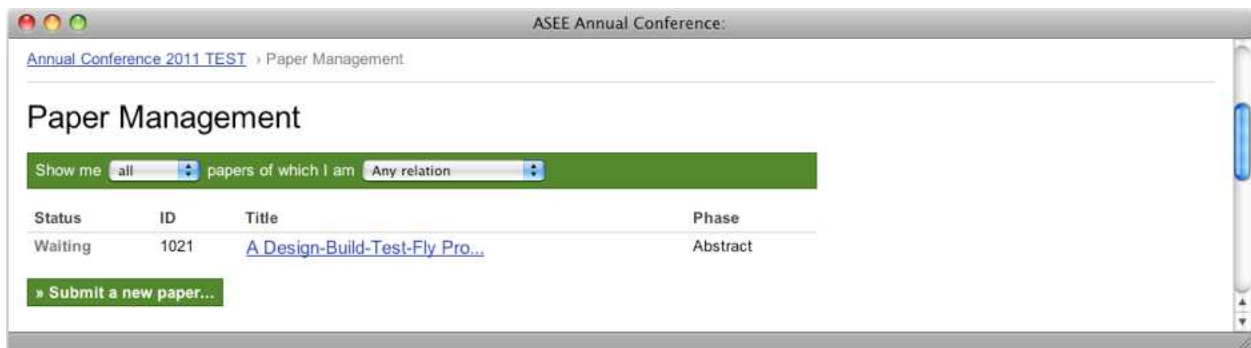 ASEE Annual Conference:
Annual Conference 2011 TEST › Paper Management
Paper Management
Show me all papers of which I am Any relation
Status ID Title Phase
Waiting 1021 A Design-Build-Test-Fly Pro... Abstract
» Submit a new paper...